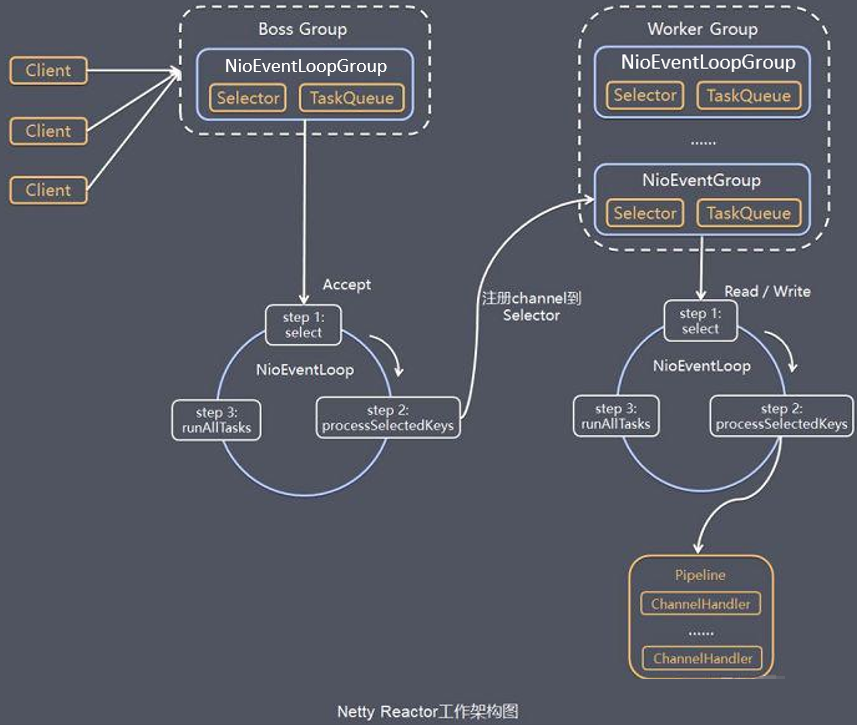 Boss Group
NioEventLoopGroup
Selector
TaskQueue
Client
Client
Client
Accept
step 1:
select
NioEventLoop
step 2:
processSelectedKeys
step 3:
runAllTasks
注册channel到
Selector
Worker Group
NioEventLoopGroup
Selector
TaskQueue
......
NioEventGroup
Selector
TaskQueue
Read / Write
step 1:
select
NioEventLoop
step 2:
processSelectedKeys
step 3:
runAllTasks
Pipeline
ChannelHandler
......
ChannelHandler
Netty Reactor工作架构图